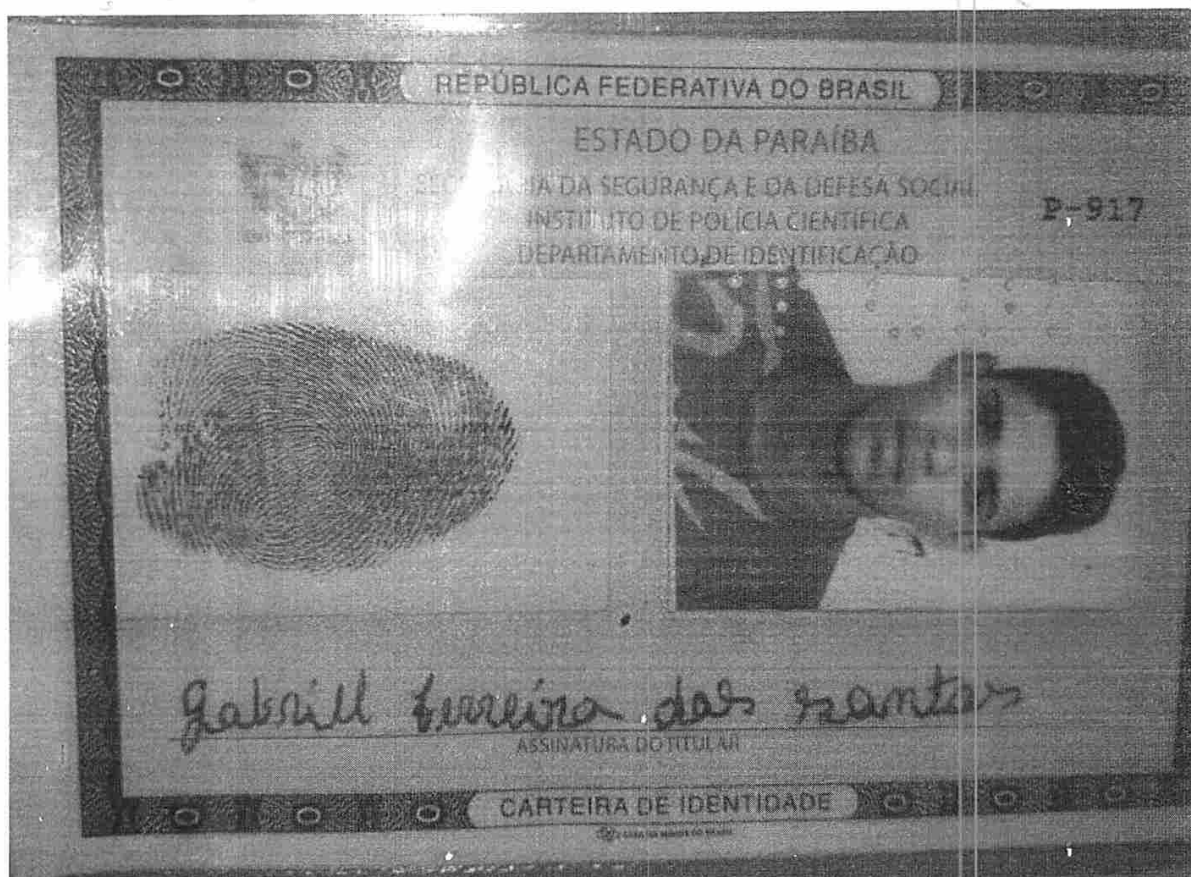 REPÚBLICA FEDERATIVA DO BRASIL
ESTADO DA PARAÍBA
DA SEGURANÇA E DA DEFESA SOCIAL
INSTITUTO DE POLÍCIA CIENTÍFICA
P-917
DEPARTAMENTO DE IDENTIFICAÇÃO
Gabriell Ferreira dos Santos
ASSINATURA DO TITULAR
CARTEIRA DE IDENTIDADE